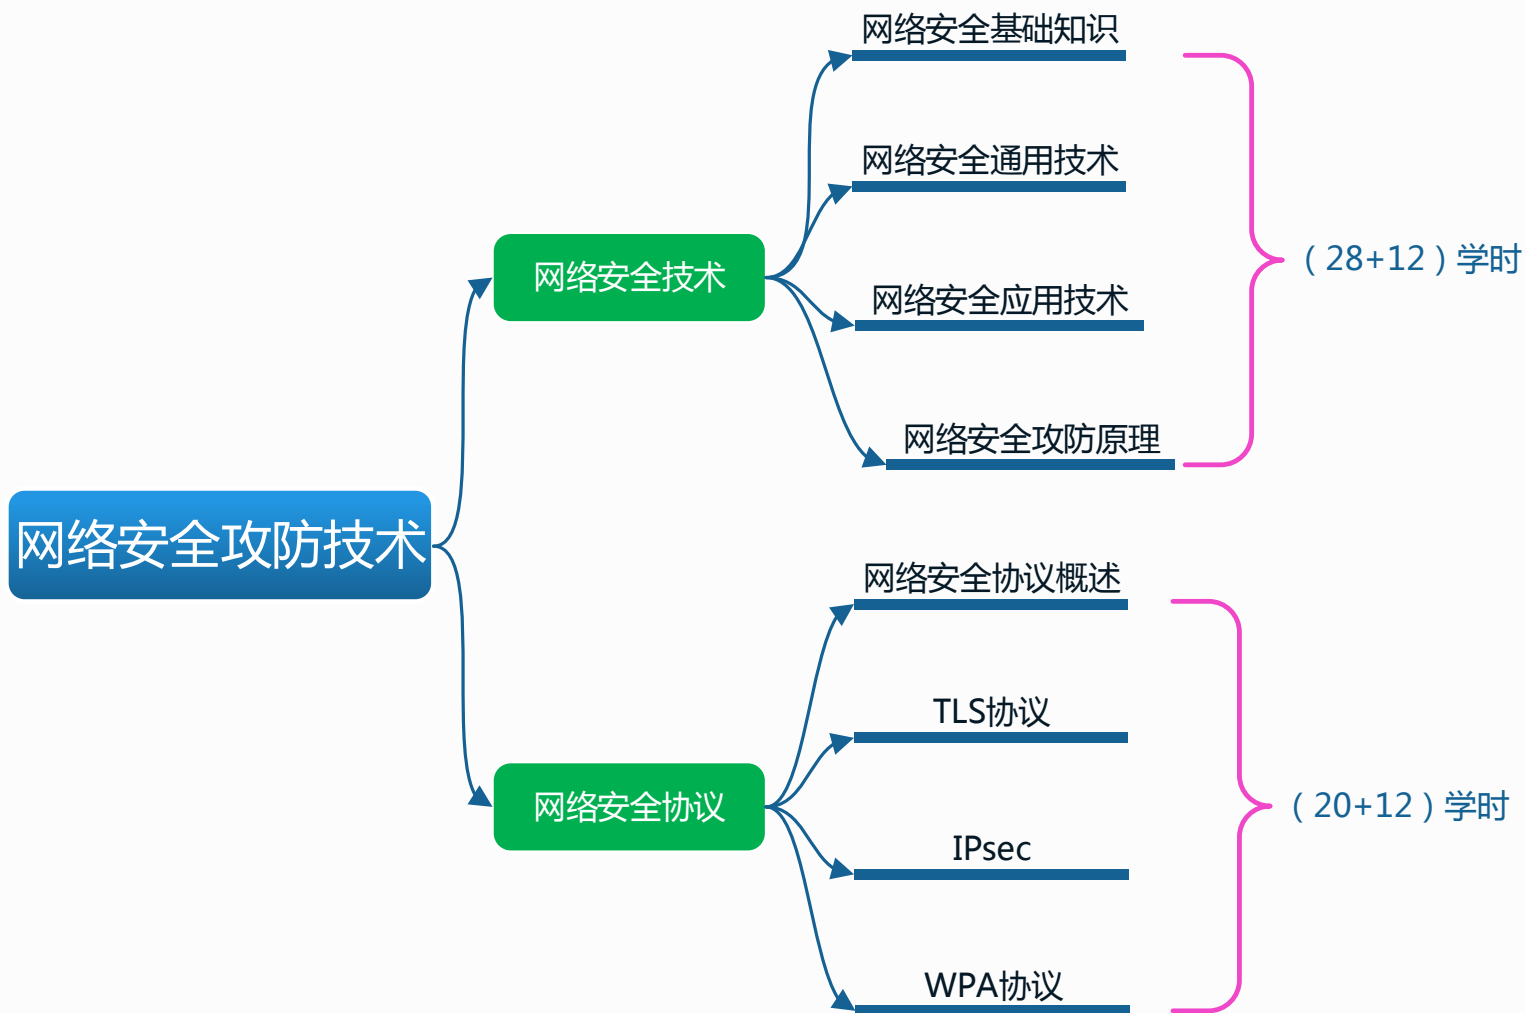 网络安全攻防技术
网络安全技术
网络安全基础知识
网络安全通用技术
网络安全应用技术
网络安全攻防原理
（28+12）学时
网络安全协议
网络安全协议概述
TLS协议
IPsec
WPA协议
（20+12）学时